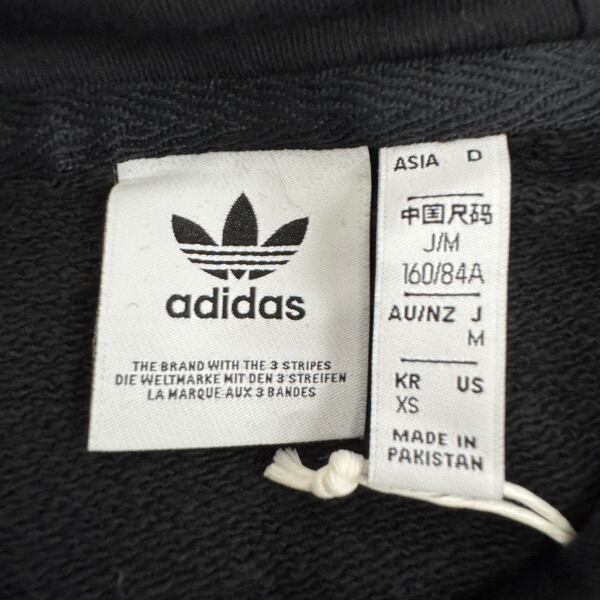 adidas
THE BRAND WITH THE 3 STRIPES
DIE WELTMARKE MIT DEN 3 STREIFEN
LA MARQUE AUX 3 BANDES
ASIA D
中国尺码
J/M
160/84A
AU/NZ J
M
KR US
XS
MADE IN
PAKISTAN